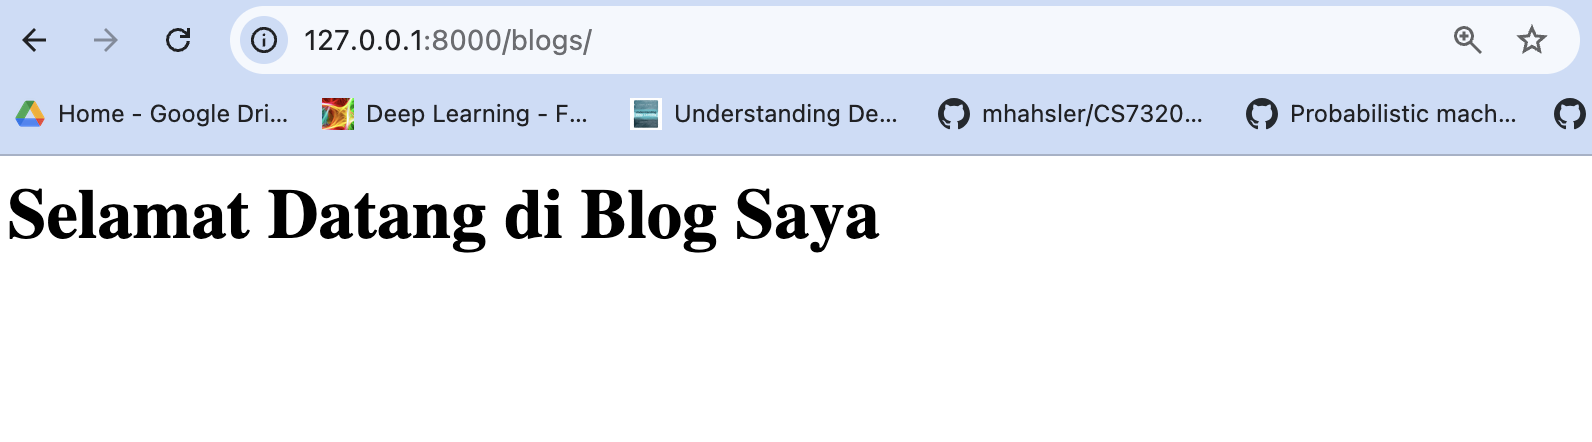 127.0.0.1:8000/blogs/
Home - Google Dri... Deep Learning - F... Understanding De... mhahsler/CS7320... Probabilistic mach...
Selamat Datang di Blog Saya